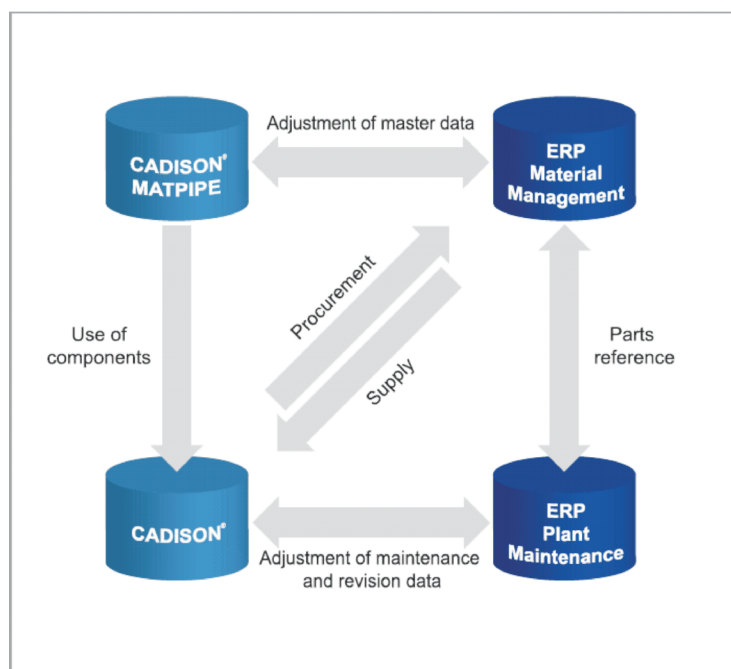 Adjustment of master data
CADISON®
MATPIPE
ERP
Material
Management
Procurement
Supply
Use of
components
Parts
reference
CADISON®
ERP
Plant
Maintenance
Adjustment of maintenance
and revision data